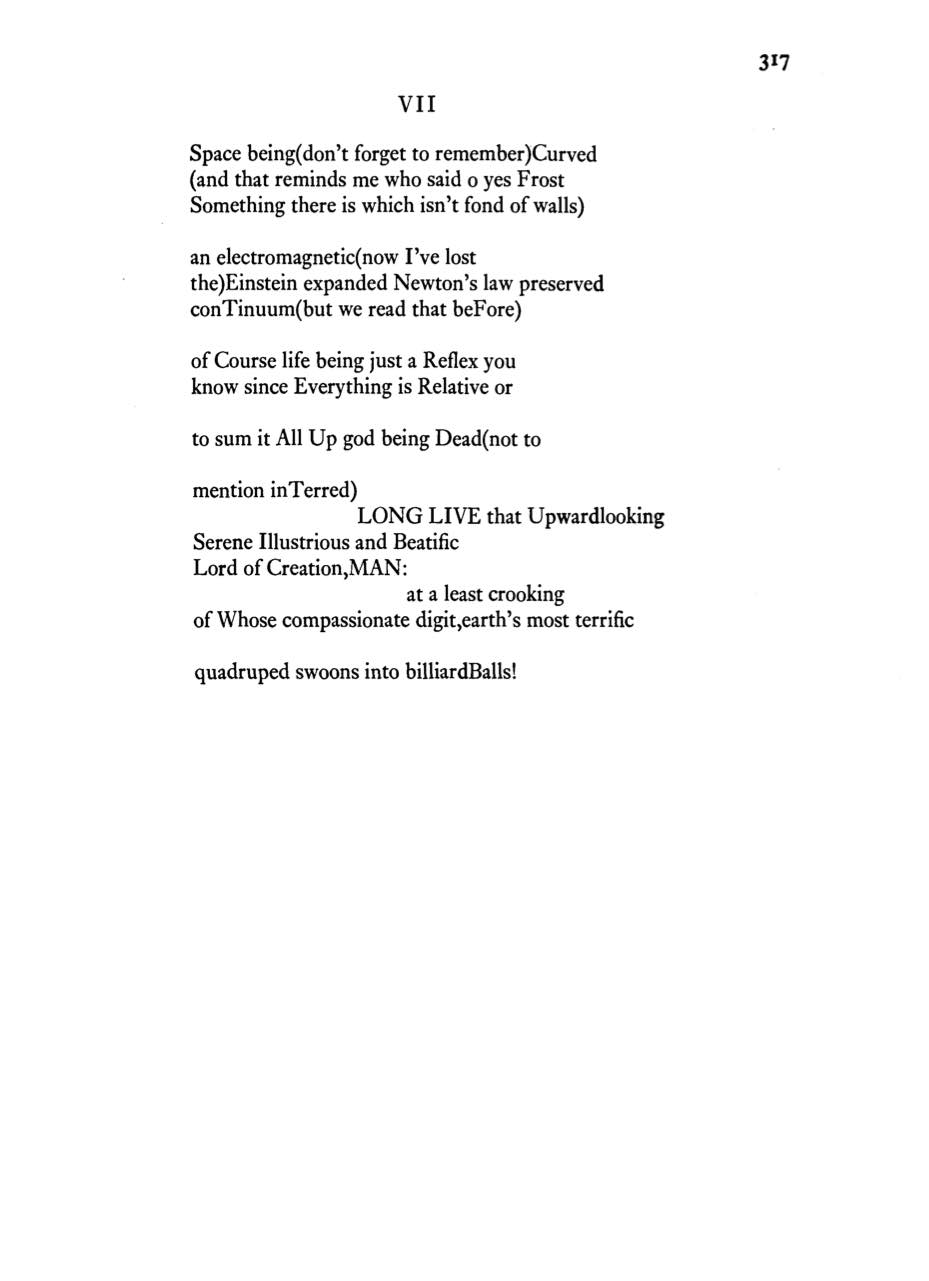 317
VII
Space being(don't forget to remember)Curved
(and that reminds me who said o yes Frost
Something there is which isn't fond of walls)
an electromagnetic(now I've lost
the)Einstein expanded Newton's law preserved
conTinuum(but we read that beFore)
of Course life being just a Reflex you
know since Everything is Relative or
to sum it All Up god being Dead(not to
mention inTerred)
LONG LIVE that Upwardlooking
Serene Illustrious and Beatific
Lord of Creation,MAN:
at a least crooking
of Whose compassionate digit,earth's most terrific
quadruped swoons into billiardBalls!